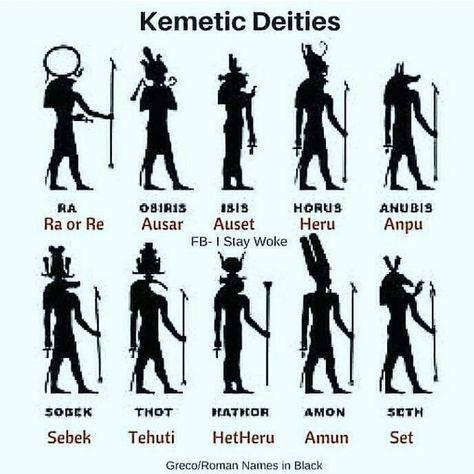 Kemetic Deities
RA OSIRIS ISIS HORUS ANUBIS
Ra or Re Ausar Auset Heru Anpu
FB- I Stay Woke
SOBEK THOT HATHOR AMON SETH
Sebek Tehuti HetHeru Amun Set
Greco/Roman Names in Black